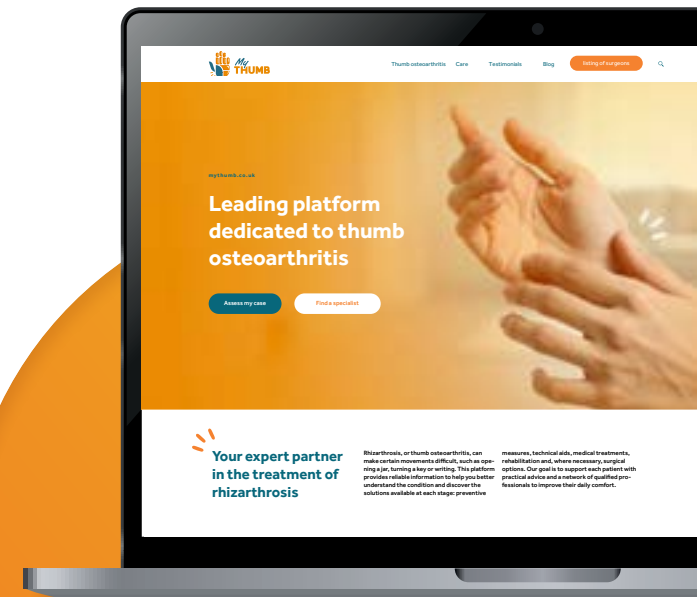 My
THUMB
Thumb osteoarthritis Care Testimonials Blog listing of surgeons
mythumb.co.uk
Leading platform
dedicated to thumb
osteoarthritis
Assess my case Find a specialist
Your expert partner
in the treatment of
rhizarthrosis
Rhizarthrosis, or thumb osteoarthritis, can
make certain movements difficult, such as ope-
ning a jar, turning a key or writing. This platform
provides reliable information to help you better
understand the condition and discover the
solutions available at each stage: preventive
measures, technical aids, medical treatments,
rehabilitation and, where necessary, surgical
options. Our goal is to support each patient with
practical advice and a network of qualified pro-
fessionals to improve their daily comfort.